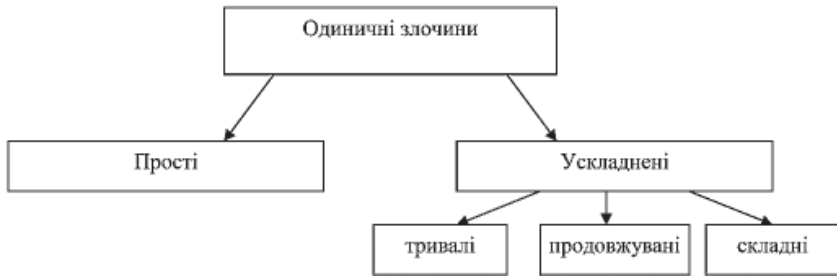 Одиничні злочини
Прості
Ускладнені
тривалі
продовжувані
складні